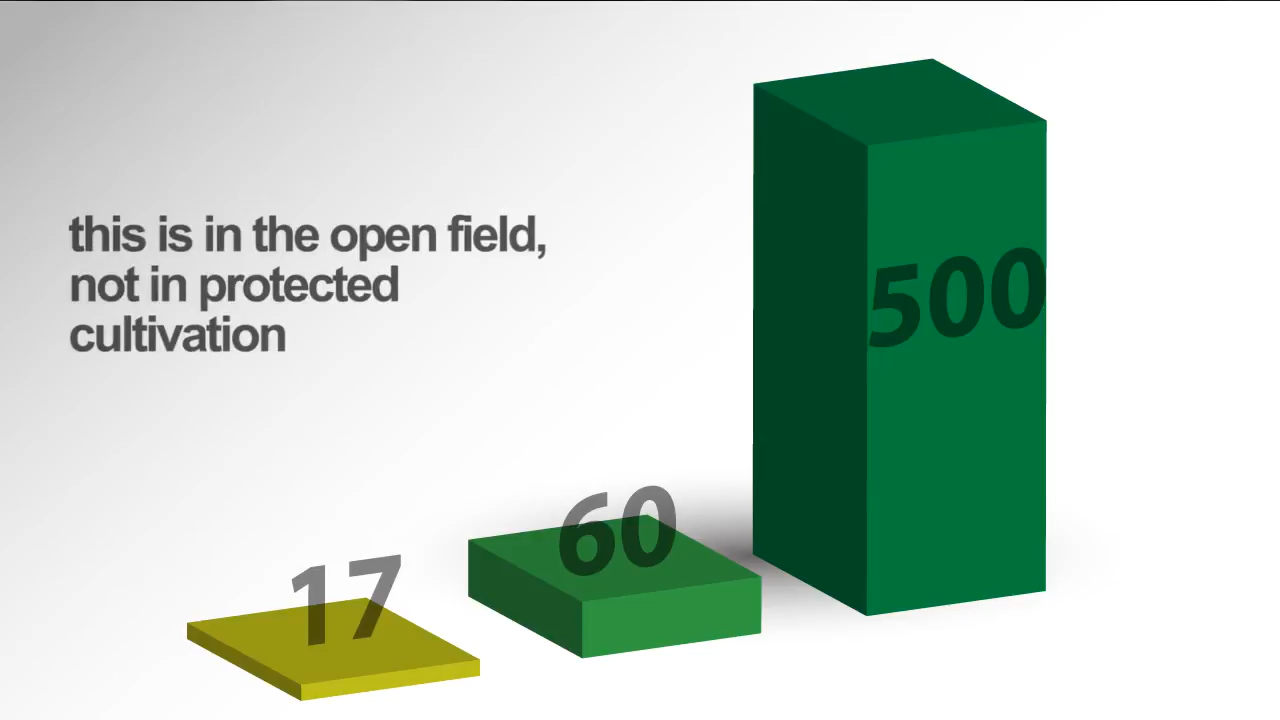 this is in the open field,
not in protected
cultivation
17
60
500